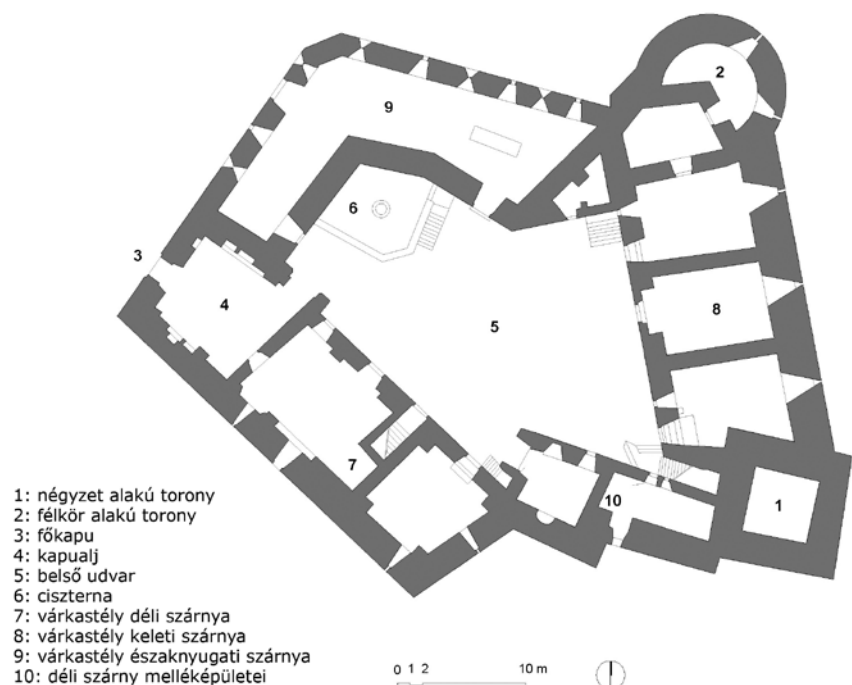 2
9
6
3
4
5
8
7
10
1
1: négyzet alakú torony
2: félkör alakú torony
3: főkapu
4: kapualj
5: belső udvar
6: ciszterna
7: várkastély déli szárnya
8: várkastély keleti szárnya
9: várkastély északnyugati szárnya
10: déli szárny melléképületei
0 1 2 10 m